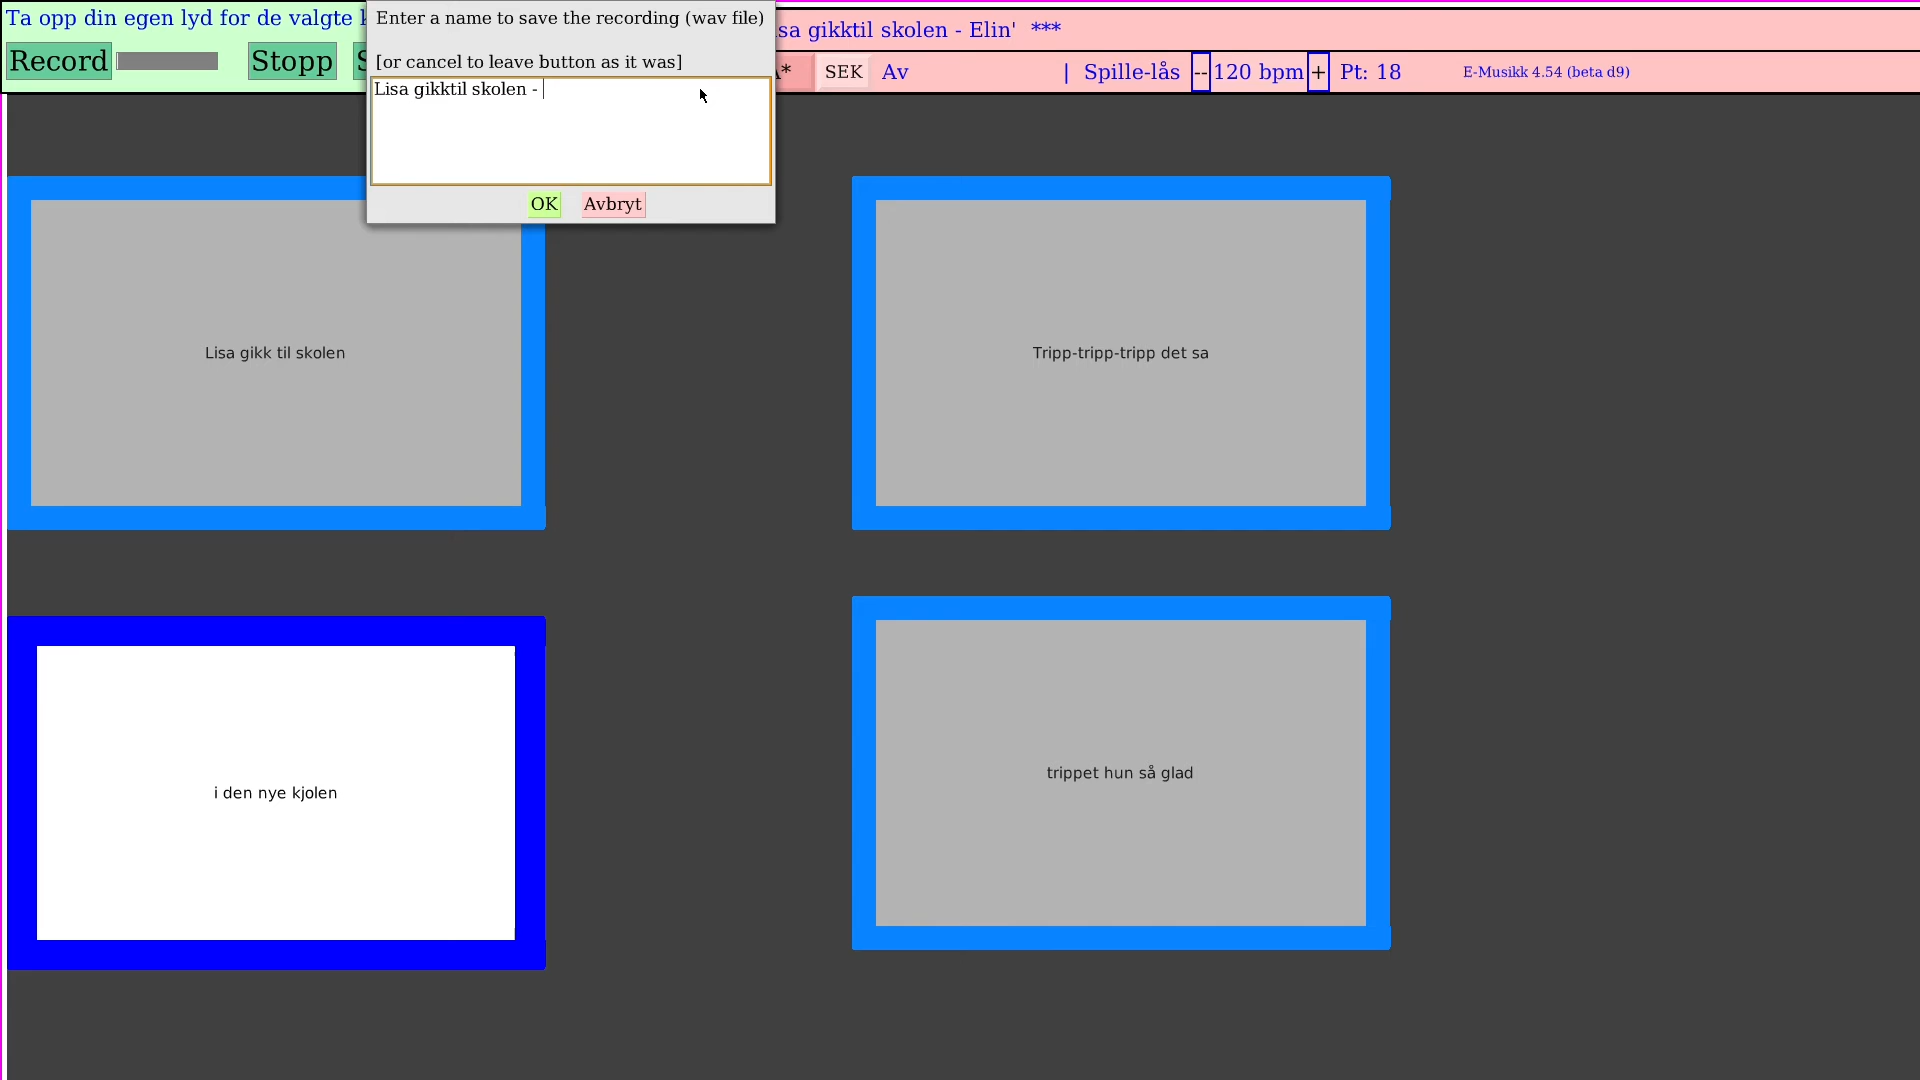 Ta opp din egen lyd for de valgte
Record
Stopp
Enter a name to save the recording (wav file)
[or cancel to leave button as it was]
Lisa gikktil skolen -
OK Avbryt
sa gikktil skolen - Elin' ***
* SEK Av | Spille-lås -- 120 bpm + Pt: 18 E-Musikk 4.54 (beta d9)
Lisa gikk til skolen
Tripp-tripp-tripp det sa
i den nye kjolen
trippet hun så glad